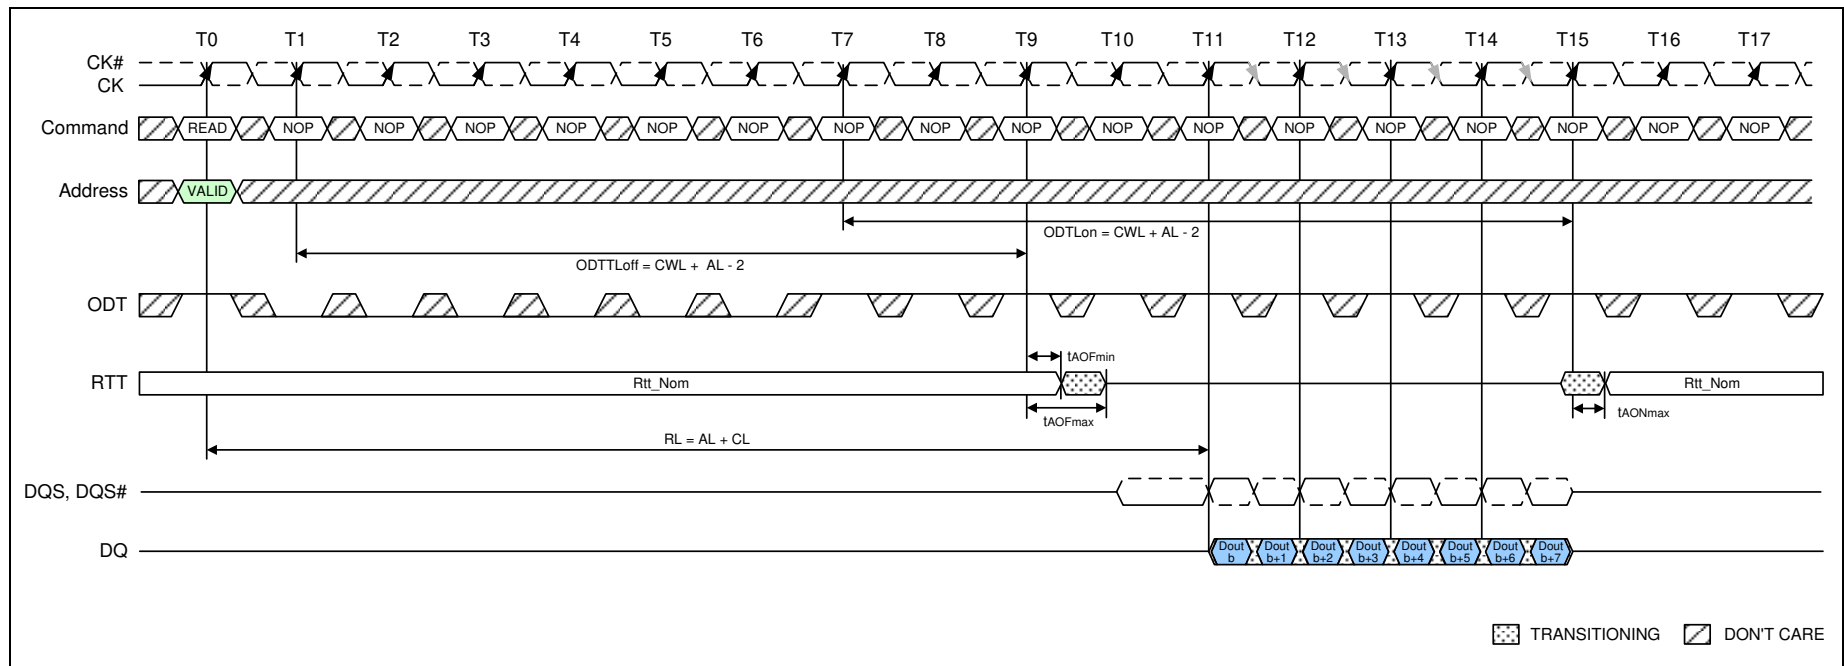 T0 T1 T2 T3 T4 T5 T6 T7 T8 T9 T10 T11 T12 T13 T14 T15 T16 T17
CK#
CK
Command READ NOP NOP NOP NOP NOP NOP NOP NOP NOP NOP NOP NOP NOP NOP NOP NOP NOP
Address VALID
ODTLon = CWL + AL - 2
ODTTLoff = CWL + AL - 2
ODT
tAOFmin
RTT Rtt_Nom Rtt_Nom
tAOFmax tAONmax
RL = AL + CL
DQS, DQS#
DQ Dout b Dout b+1 Dout b+2 Dout b+3 Dout b+4 Dout b+5 Dout b+6 Dout b+7
TRANSITIONING DON'T CARE